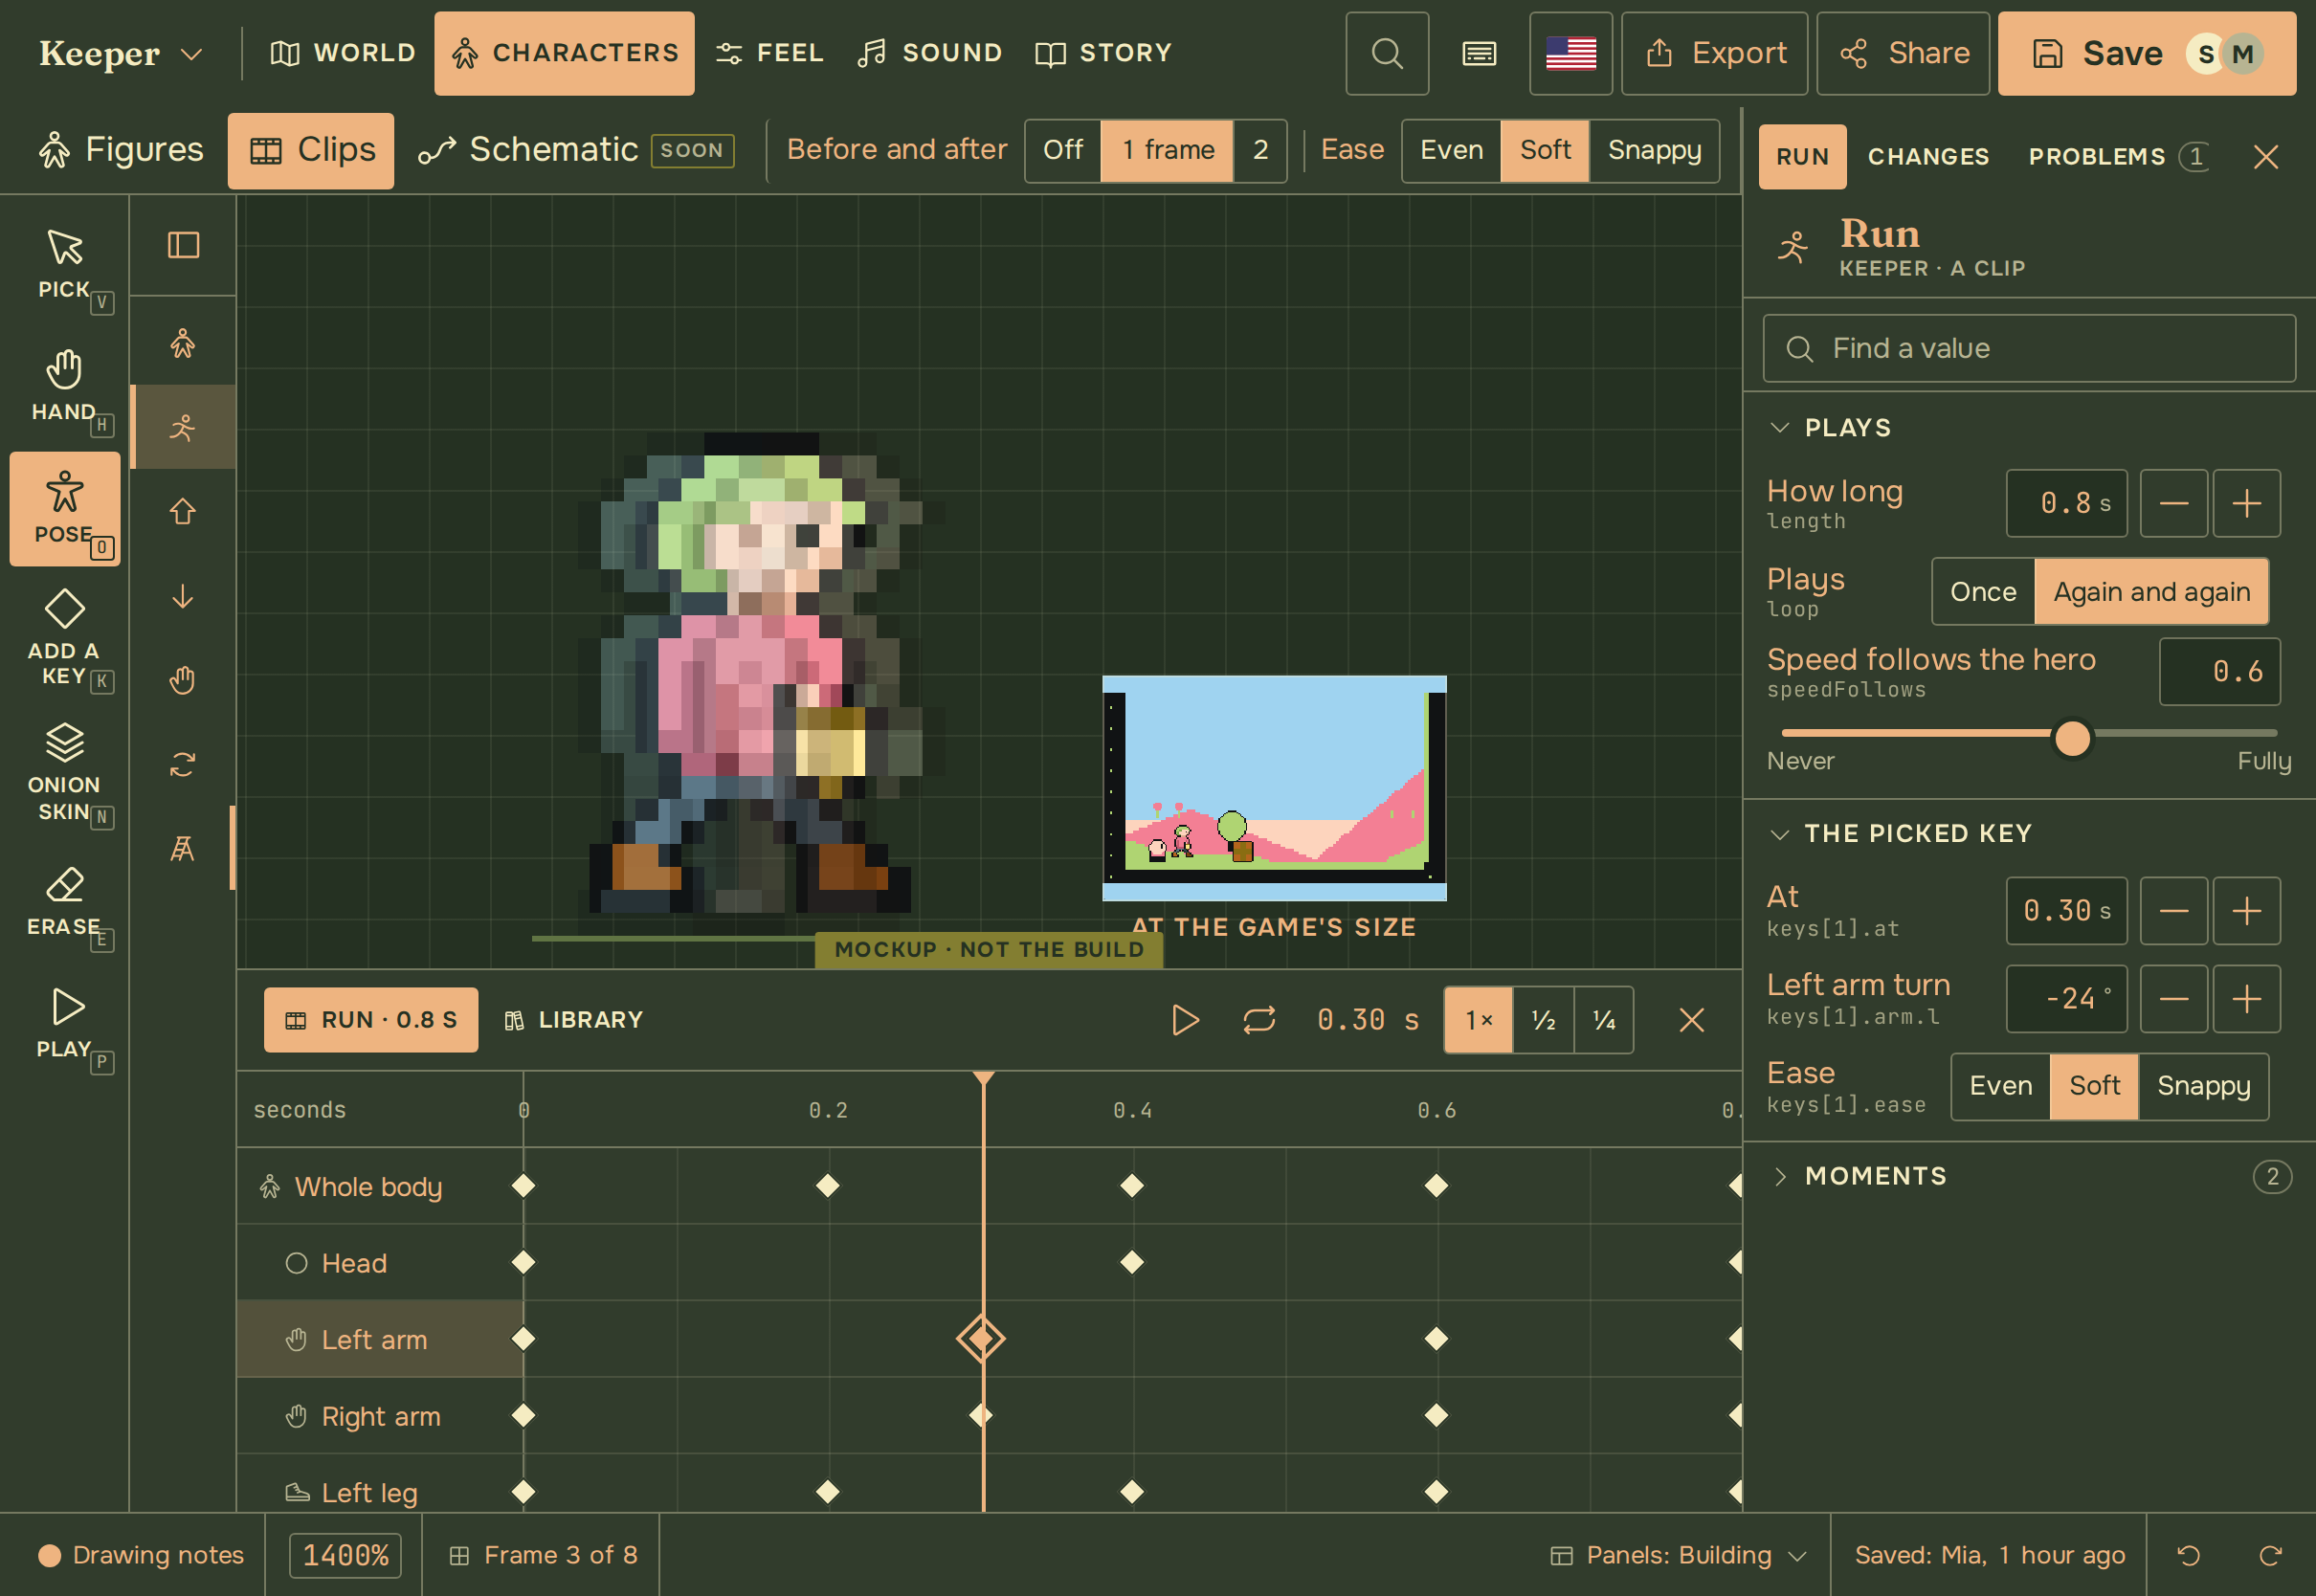 Keeper WORLD CHARACTERS FEEL SOUND STORY Export Share Save S M
Figures Clips Schematic SOON Before and after Off 1 frame 2 Ease Even Soft Snappy
RUN CHANGES PROBLEMS 1
Run
KEEPER · A CLIP
Find a value
PICK V
HAND H
POSE O
ADD A
KEY K
ONION
SKIN N
ERASE E
PLAY P
PLAYS
How long 0.8 s
length
Plays Once Again and again
loop
Speed follows the hero 0.6
speedFollows
Never Fully
THE PICKED KEY
At 0.30 s
keys[1].at
Left arm turn -24 °
keys[1].arm.l
Ease Even Soft Snappy
keys[1].ease
MOMENTS 2
AT THE GAME'S SIZE
MOCKUP · NOT THE BUILD
RUN · 0.8 S LIBRARY 0.30 s 1× ½ ¼
seconds 0 0.2 0.4 0.6 0.
Whole body
Head
Left arm
Right arm
Left leg
Drawing notes 1400% Frame 3 of 8 Panels: Building Saved: Mia, 1 hour ago